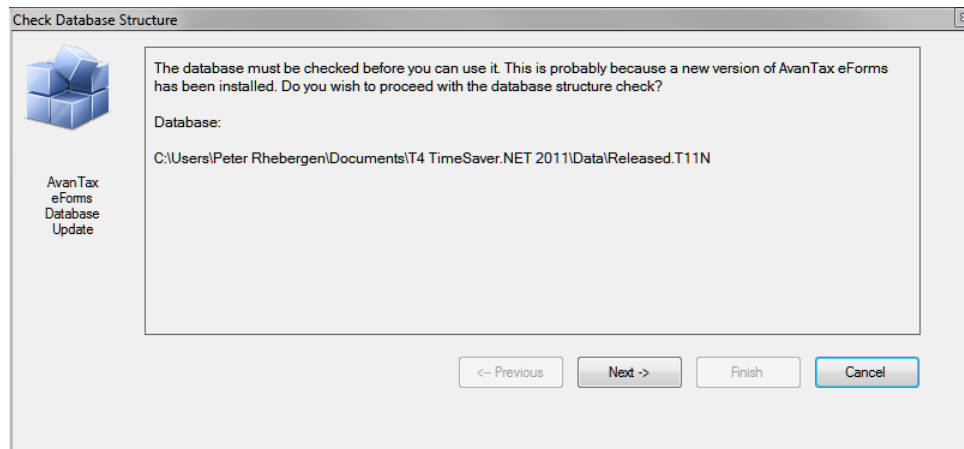 Check Database Structure
The database must be checked before you can use it. This is probably because a new version of AvanTax eForms
has been installed. Do you wish to proceed with the database structure check?
Database:
C:\Users\Peter Rhebergen\Documents\T4 TimeSaver.NET 2011\Data\Released.T11N
AvanTax
eForms
Database
Update
<-- Previous
Next ->
Finish
Cancel